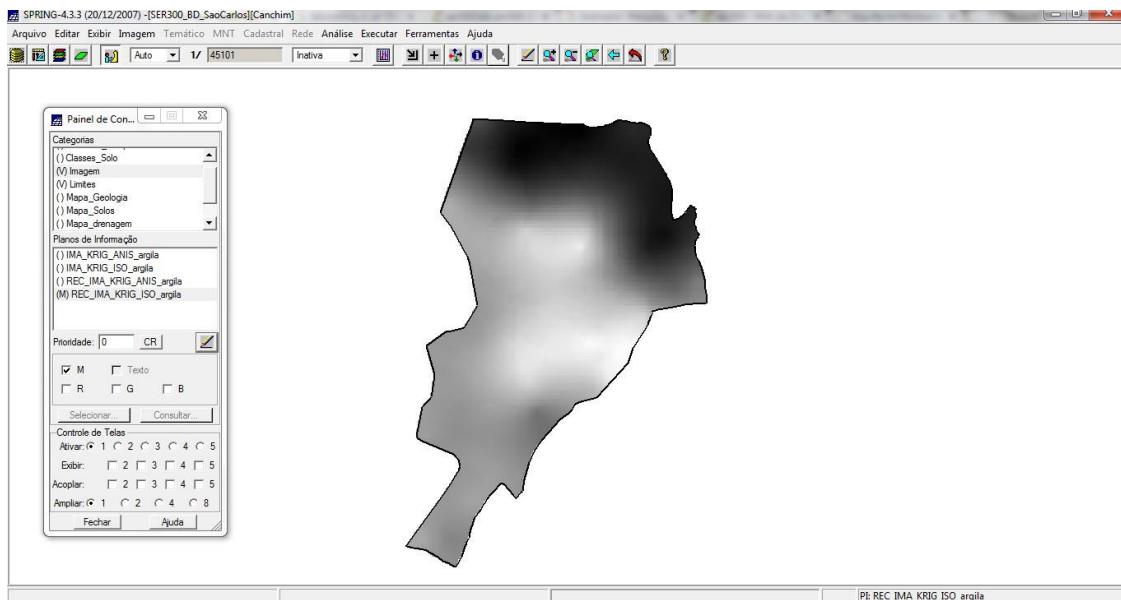 SPRING-4.3.3 (20/12/2007) -[SER300_BD_SaoCarlos][Canchim]
Arquivo Editar Exibir Imagem Temático MNT Cadastral Rede Análise Executar Ferramentas Ajuda
Auto 1/ 45101 Inativa
Painel de Con...
Categorias
( ) Classes_Solo
(V) Imagem
(V) Limites
( ) Mapa_Geologia
( ) Mapa_Solos
( ) Mapa_drenagem
Planos de Informação
( ) IMA_KRIG_ANIS_argila
( ) IMA_KRIG_ISO_argila
( ) REC_IMA_KRIG_ANIS_argila
(M) REC_IMA_KRIG_ISO_argila
Prioridade: 0 CR
M Texto
R G B
Selecionar... Consultar...
Controle de Telas
Ativar: 1 2 3 4 5
Exibir: 2 3 4 5
Acoplar: 2 3 4 5
Ampliar: 1 2 4 8
Fechar Ajuda
PI: REC_IMA_KRIG_ISO_argila